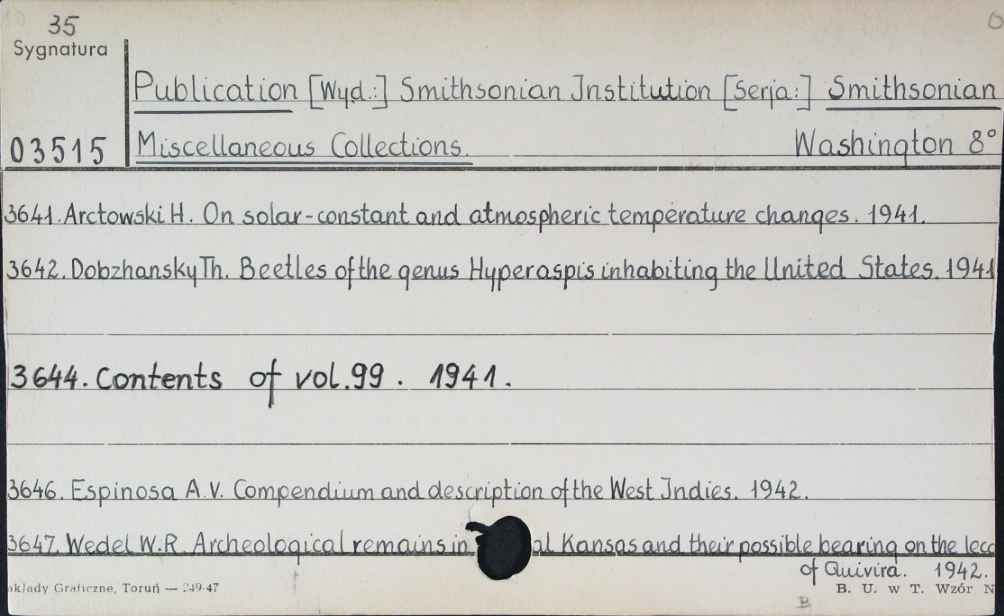 35
Sygnatura
Publication [Wyd.:] Smithsonian Institution [Serja:] Smithsonian
03515 Miscellaneous Collections. Washington 8°
3641. Arctowski H. On solar-constant and atmospheric temperature changes. 1941.
3642. Dobzhansky Th. Beetles of the genus Hyperaspis inhabiting the United States. 1941
3644. Contents of vol. 99. 1941.
3646. Espinosa A.V. Compendium and description of the West Indies. 1942.
3647. Wedel W.R. Archeological remains in al Kansas and their possible bearing on the
of Quivira. 1942.
akłady Graficzne, Toruń — 249-47
B. U. w T. Wzór N
B